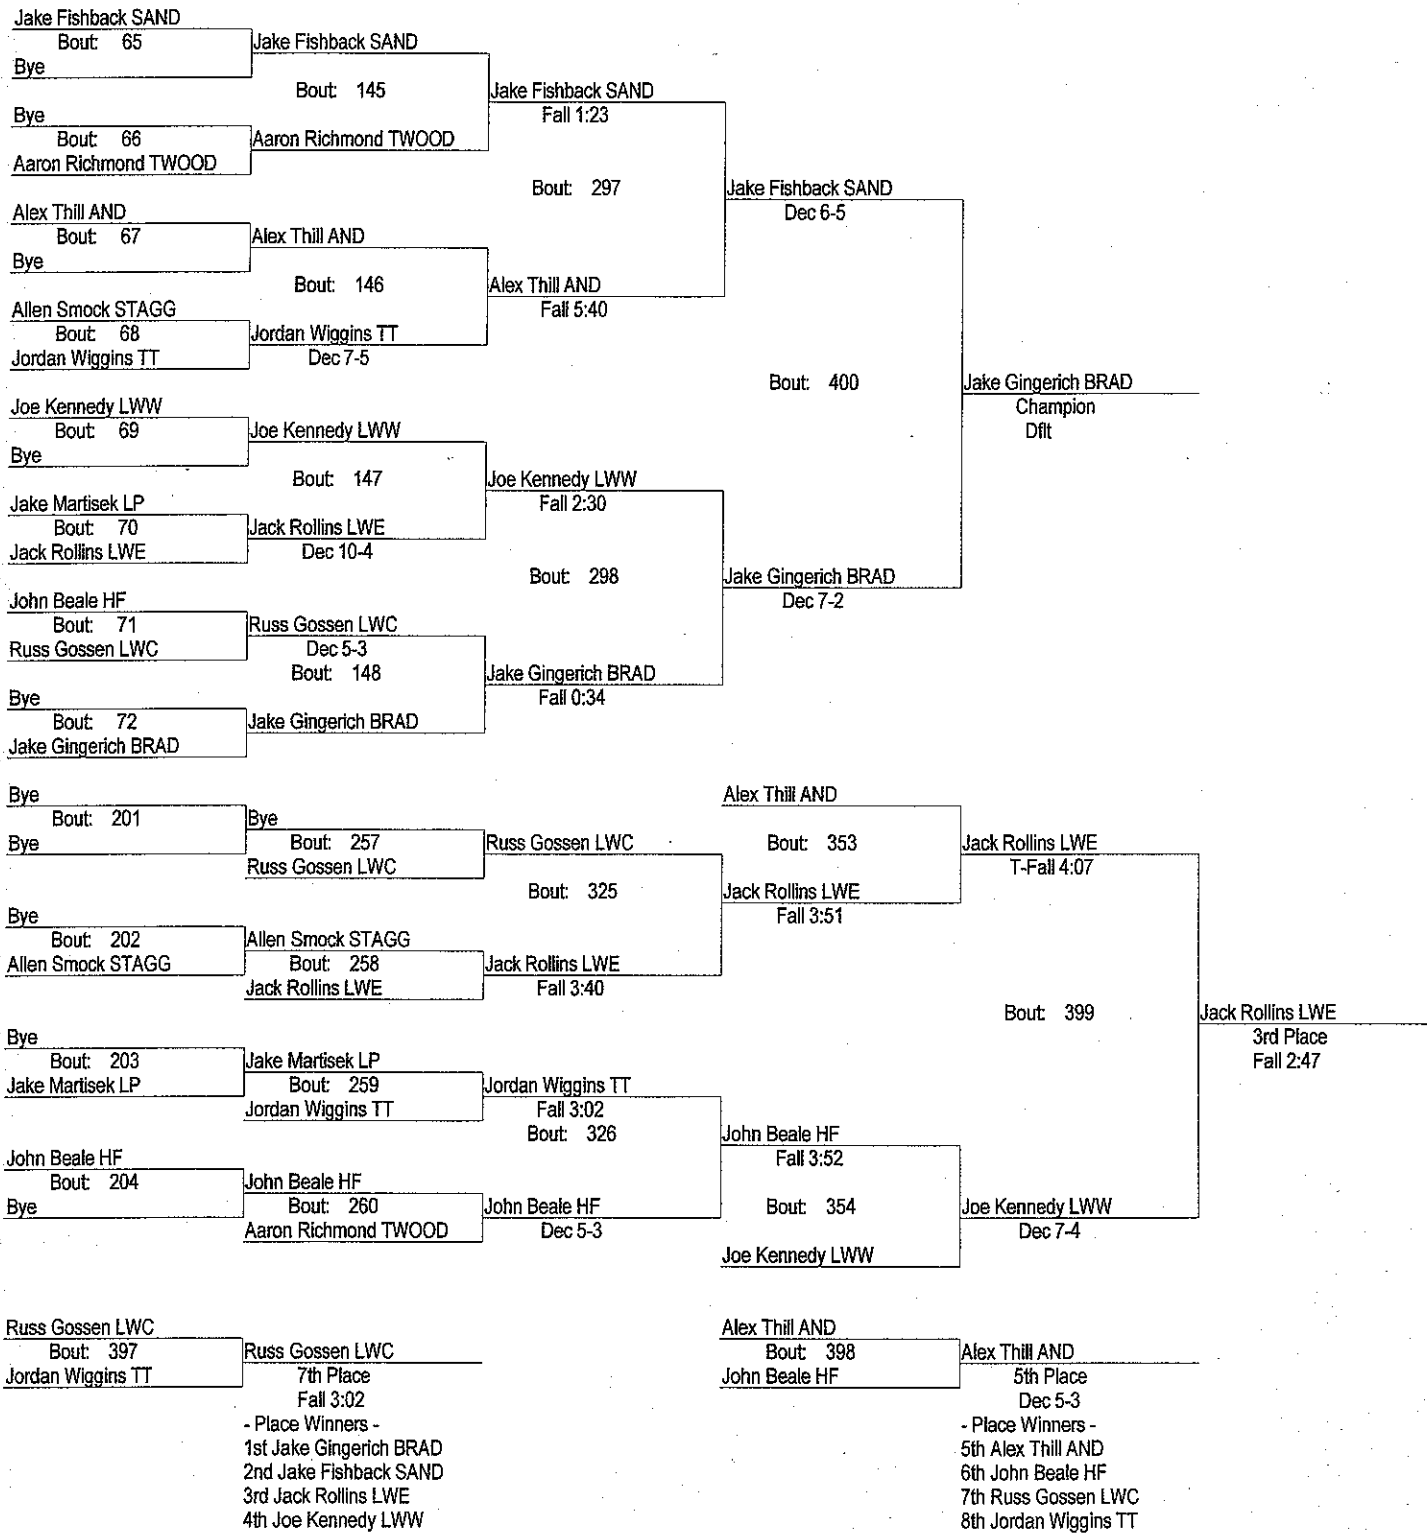 Jake Fishback SAND
Bout: 65
Bye
Jake Fishback SAND
Bout: 145
Bye
Bout: 66
Aaron Richmond TWOOD
Aaron Richmond TWOOD
Jake Fishback SAND
Fall 1:23
Bout: 297
Alex Thill AND
Bout: 67
Bye
Alex Thill AND
Bout: 146
Allen Smock STAGG
Bout: 68
Jordan Wiggins TT
Jordan Wiggins TT
Dec 7-5
Alex Thill AND
Fall 5:40
Jake Fishback SAND
Dec 6-5
Bout: 400
Joe Kennedy LWW
Bout: 69
Bye
Joe Kennedy LWW
Bout: 147
Jake Martisek LP
Bout: 70
Jack Rollins LWE
Jack Rollins LWE
Dec 10-4
Joe Kennedy LWW
Fall 2:30
Bout: 298
John Beale HF
Bout: 71
Russ Gossen LWC
Russ Gossen LWC
Dec 5-3
Bout: 148
Bye
Bout: 72
Jake Gingerich BRAD
Jake Gingerich BRAD
Jake Gingerich BRAD
Fall 0:34
Jake Gingerich BRAD
Dec 7-2
Jake Gingerich BRAD
Champion
Dflt
Bye
Bout: 201
Bye
Bye
Bout: 257
Russ Gossen LWC
Russ Gossen LWC
Bout: 325
Bye
Bout: 202
Allen Smock STAGG
Allen Smock STAGG
Bout: 258
Jack Rollins LWE
Jack Rollins LWE
Fall 3:40
Alex Thill AND
Bout: 353
Jack Rollins LWE
Fall 3:51
Jack Rollins LWE
T-Fall 4:07
Bout: 399
Bye
Bout: 203
Jake Martisek LP
Jake Martisek LP
Bout: 259
Jordan Wiggins TT
Jordan Wiggins TT
Fall 3:02
Bout: 326
John Beale HF
Bout: 204
Bye
John Beale HF
Bout: 260
Aaron Richmond TWOOD
John Beale HF
Dec 5-3
John Beale HF
Fall 3:52
Bout: 354
Joe Kennedy LWW
Joe Kennedy LWW
Dec 7-4
Jack Rollins LWE
3rd Place
Fall 2:47
Russ Gossen LWC
Bout: 397
Jordan Wiggins TT
Russ Gossen LWC
7th Place
Fall 3:02
- Place Winners -
1st Jake Gingerich BRAD
2nd Jake Fishback SAND
3rd Jack Rollins LWE
4th Joe Kennedy LWW
Alex Thill AND
Bout: 398
John Beale HF
Alex Thill AND
5th Place
Dec 5-3
- Place Winners -
5th Alex Thill AND
6th John Beale HF
7th Russ Gossen LWC
8th Jordan Wiggins TT